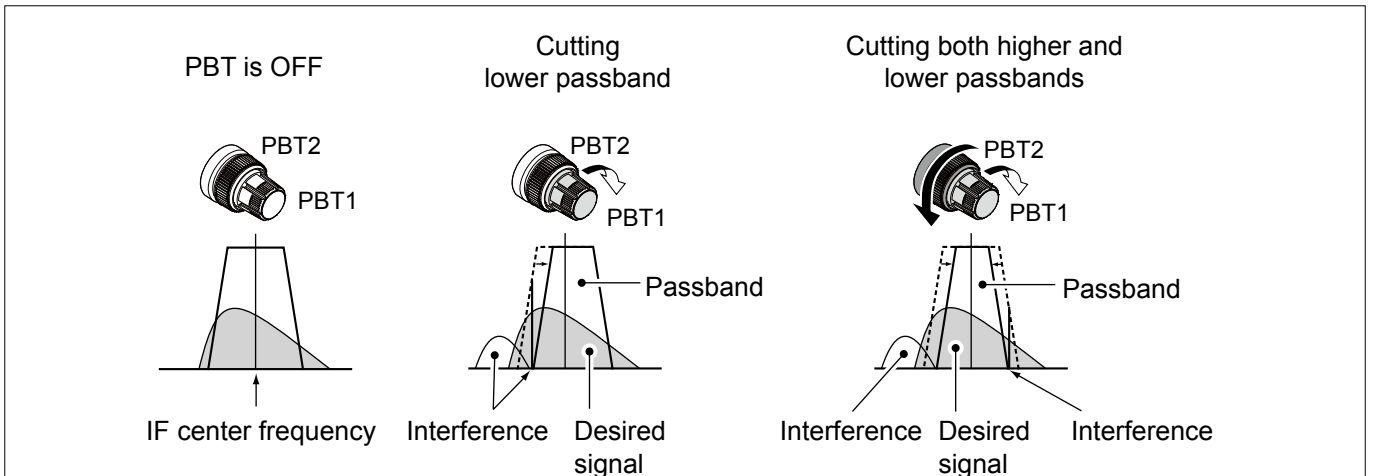 PBT is OFF
PBT2
PBT1
IF center frequency
Cutting
lower passband
PBT2
PBT1
Passband
Interference
Desired
signal
Cutting both higher and
lower passbands
PBT2
PBT1
Passband
Interference
Desired
signal
Interference